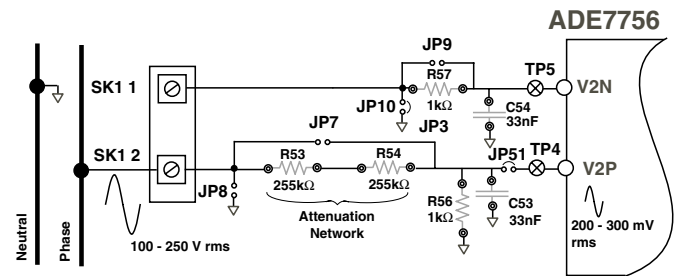 ADE7756
JP9
R57
1kΩ
TP5
V2N
SK1 1
JP10
C54
33nF
JP7
JP3
SK1 2
R53
255kΩ
R54
255kΩ
JP51
TP4
V2P
JP8
Attenuation
Network
R56
1kΩ
C53
33nF
200 - 300 mV
rms
100 - 250 V rms
Neutral
Phase